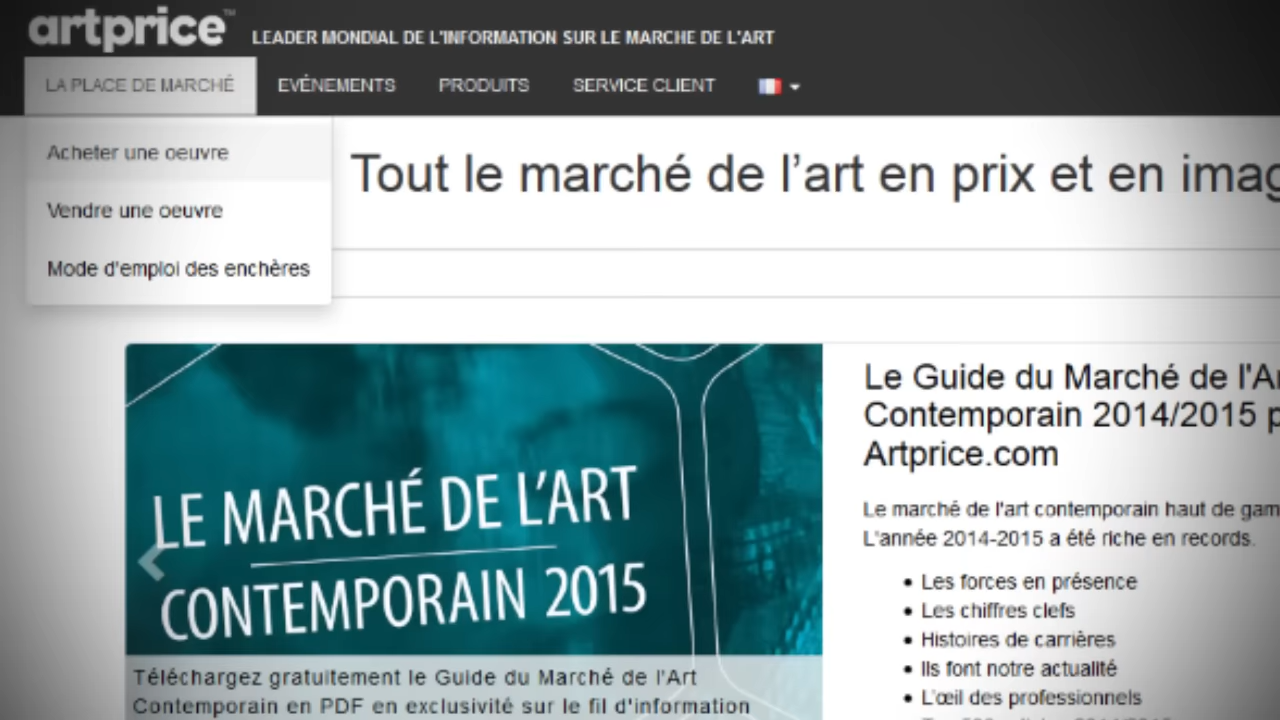 artprice™ LEADER MONDIAL DE L'INFORMATION SUR LE MARCHE DE L'ART
LA PLACE DE MARCHÉ EVÈNEMENTS PRODUITS SERVICE CLIENT
Acheter une oeuvre
Vendre une oeuvre
Mode d'emploi des enchères
Tout le marché de l'art en prix et en imag
LE MARCHÉ DE L'ART
CONTEMPORAIN 2015
Téléchargez gratuitement le Guide du Marché de l'Art
Contemporain en PDF en exclusivité sur le fil d'information
Le Guide du Marché de l'Ar
Contemporain 2014/2015 p
Artprice.com
Le marché de l'art contemporain haut de gam
L'année 2014-2015 a été riche en records.
• Les forces en présence
• Les chiffres clefs
• Histoires de carrières
• Ils font notre actualité
• L'œil des professionnels